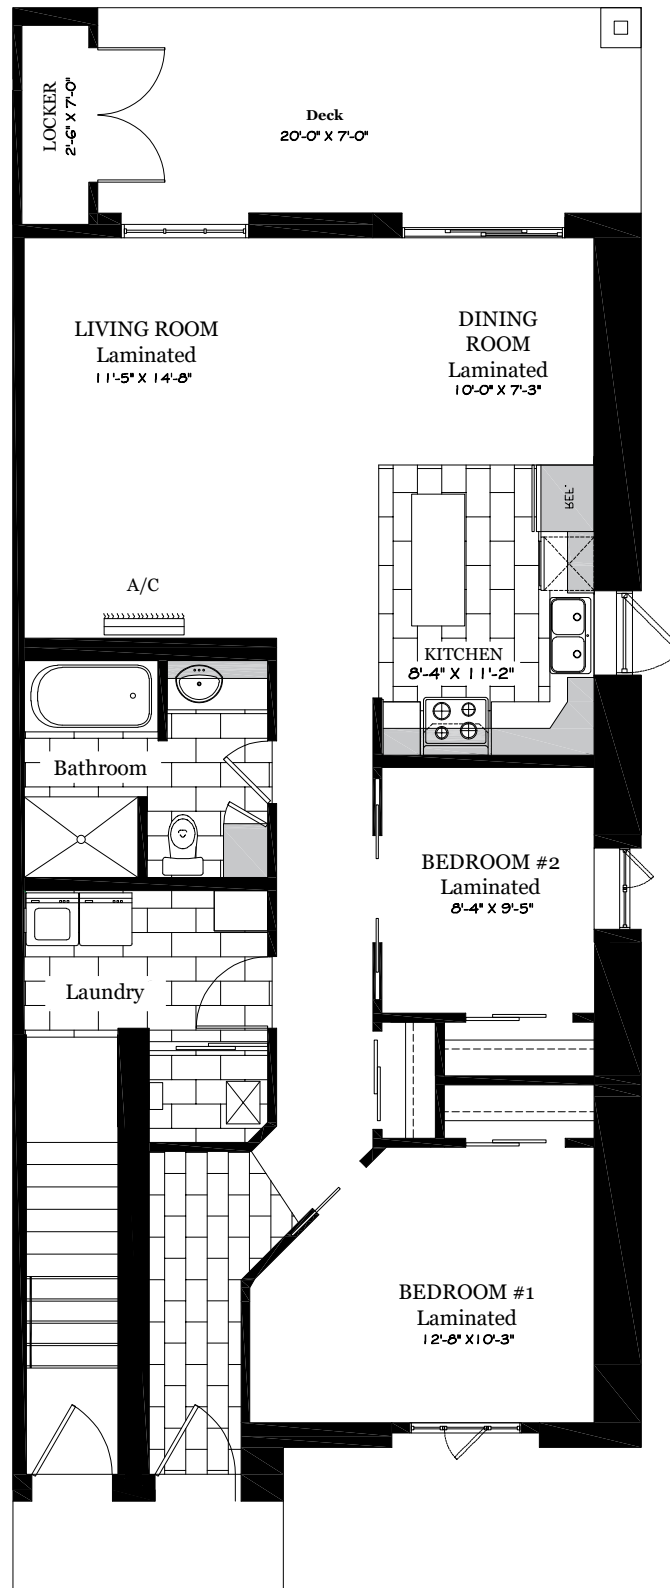 LOCKER
2'-6" X 7'-0"
Deck
20'-0" X 7'-0"
LIVING ROOM
Laminated
11'-5" X 14'-8"
DINING
ROOM
Laminated
10'-0" X 7'-3"
REF.
A/C
KITCHEN
8'-4" X 11'-2"
Bathroom
BEDROOM #2
Laminated
8'-4" X 9'-5"
Laundry
BEDROOM #1
Laminated
12'-8" X10'-3"